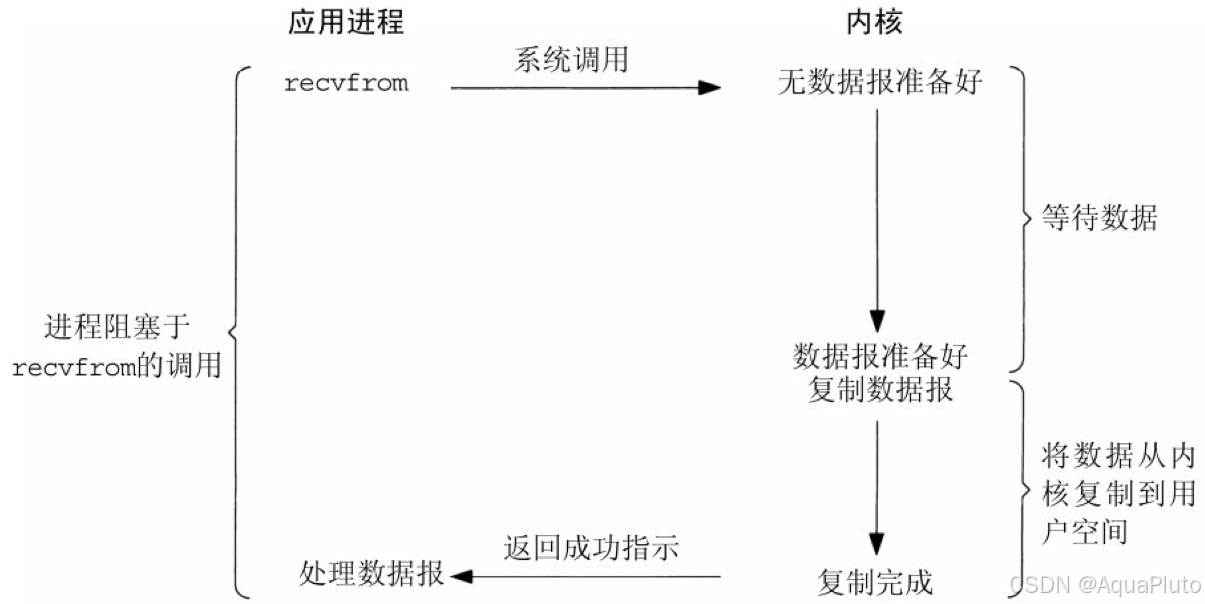 应用进程
内核
recvfrom
系统调用
无数据报准备好
等待数据
进程阻塞于
recvfrom的调用
数据报准备好
复制数据报
将数据从内
核复制到用
户空间
返回成功指示
处理数据报
复制完成
CSDN @AquaPluto